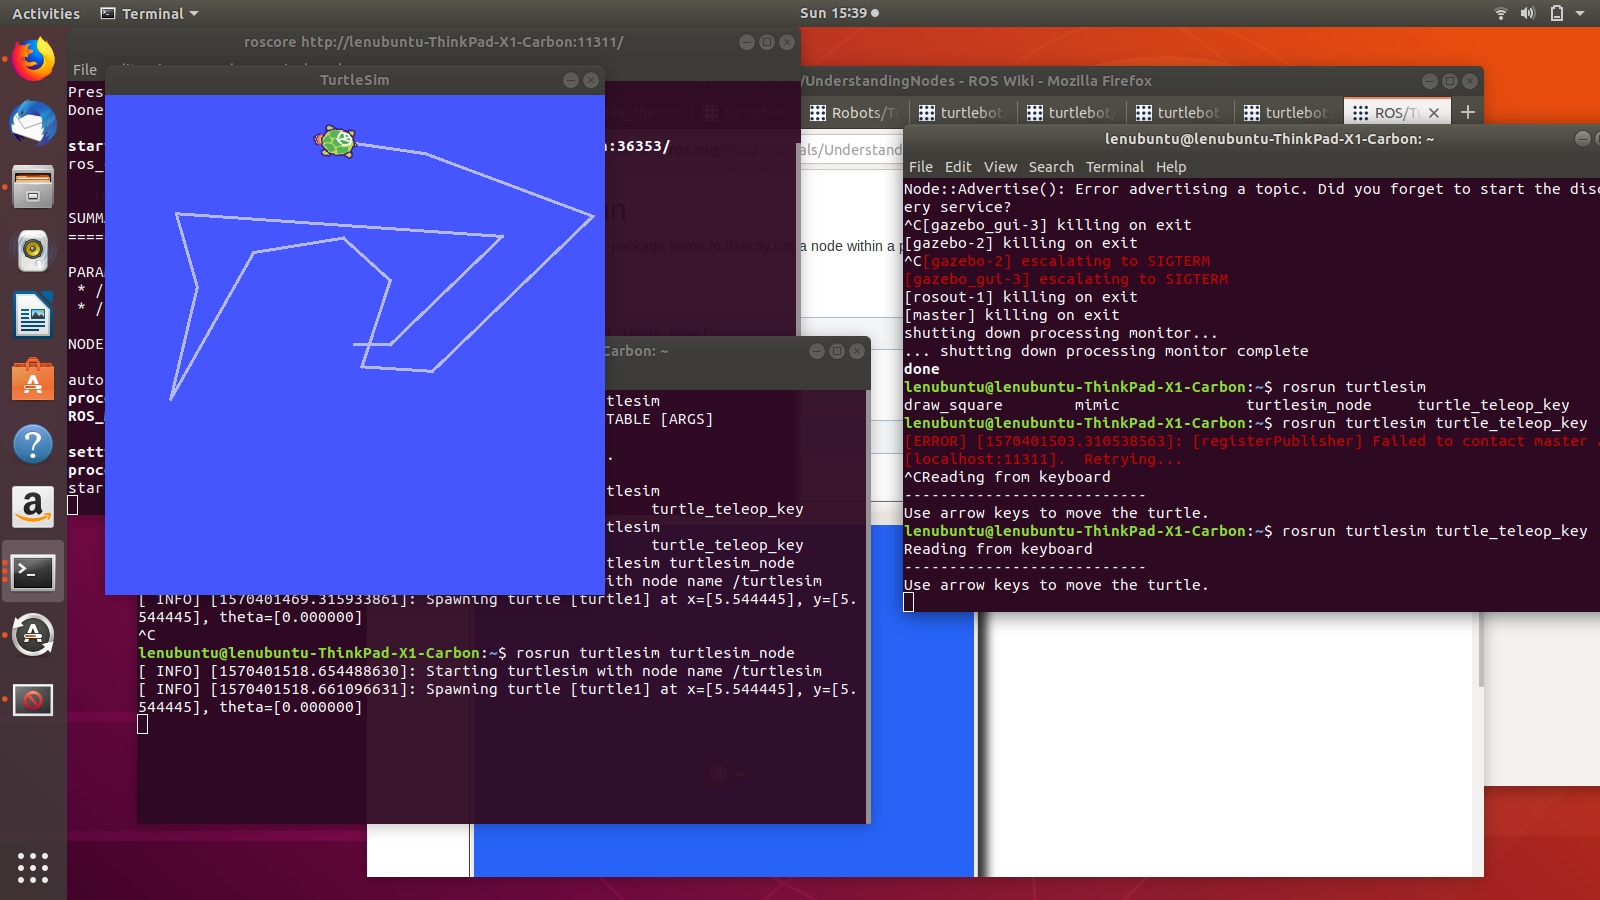 Activities
Terminal
Sun 15:39
roscore http://lenubuntu-ThinkPad-X1-Carbon:11311/
File
Pres
Done
star
ros_
:36353/
SUMM
====
PARA
* /
* /
NODE
auto
proc
ROS_
sett
proc
star
TurtleSim
/UnderstandingNodes - ROS Wiki - Mozilla Firefox
Robots/T
turtlebot
turtlebot/
turtlebot
turtlebot
ROS/T
ros.org/ROS/
als/Understand
package name to directly run a node within a p
Carbon: ~
tlesim
TABLE [ARGS]
.
tlesim
turtle_teleop_key
tlesim
turtle_teleop_key
tlesim turtlesim_node
with node name /turtlesim
[ INFO] [1570401469.315933861]: Spawning turtle [turtle1] at x=[5.544445], y=[5.
544445], theta=[0.000000]
^C
lenubuntu@lenubuntu-ThinkPad-X1-Carbon:~$ rosrun turtlesim turtlesim_node
[ INFO] [1570401518.654488630]: Starting turtlesim with node name /turtlesim
[ INFO] [1570401518.661096631]: Spawning turtle [turtle1] at x=[5.544445], y=[5.
544445], theta=[0.000000]
lenubuntu@lenubuntu-ThinkPad-X1-Carbon: ~
File Edit View Search Terminal Help
Node::Advertise(): Error advertising a topic. Did you forget to start the disc
ery service?
^C[gazebo_gui-3] killing on exit
[gazebo-2] killing on exit
^C[gazebo-2] escalating to SIGTERM
[gazebo_gui-3] escalating to SIGTERM
[rosout-1] killing on exit
[master] killing on exit
shutting down processing monitor...
... shutting down processing monitor complete
done
lenubuntu@lenubuntu-ThinkPad-X1-Carbon:~$ rosrun turtlesim
draw_square mimic turtlesim_node turtle_teleop_key
lenubuntu@lenubuntu-ThinkPad-X1-Carbon:~$ rosrun turtlesim turtle_teleop_key
[ERROR] [1570401503.310538563]: [registerPublisher] Failed to contact master a
[localhost:11311]. Retrying...
^CReading from keyboard
---------------------------
Use arrow keys to move the turtle.
lenubuntu@lenubuntu-ThinkPad-X1-Carbon:~$ rosrun turtlesim turtle_teleop_key
Reading from keyboard
---------------------------
Use arrow keys to move the turtle.